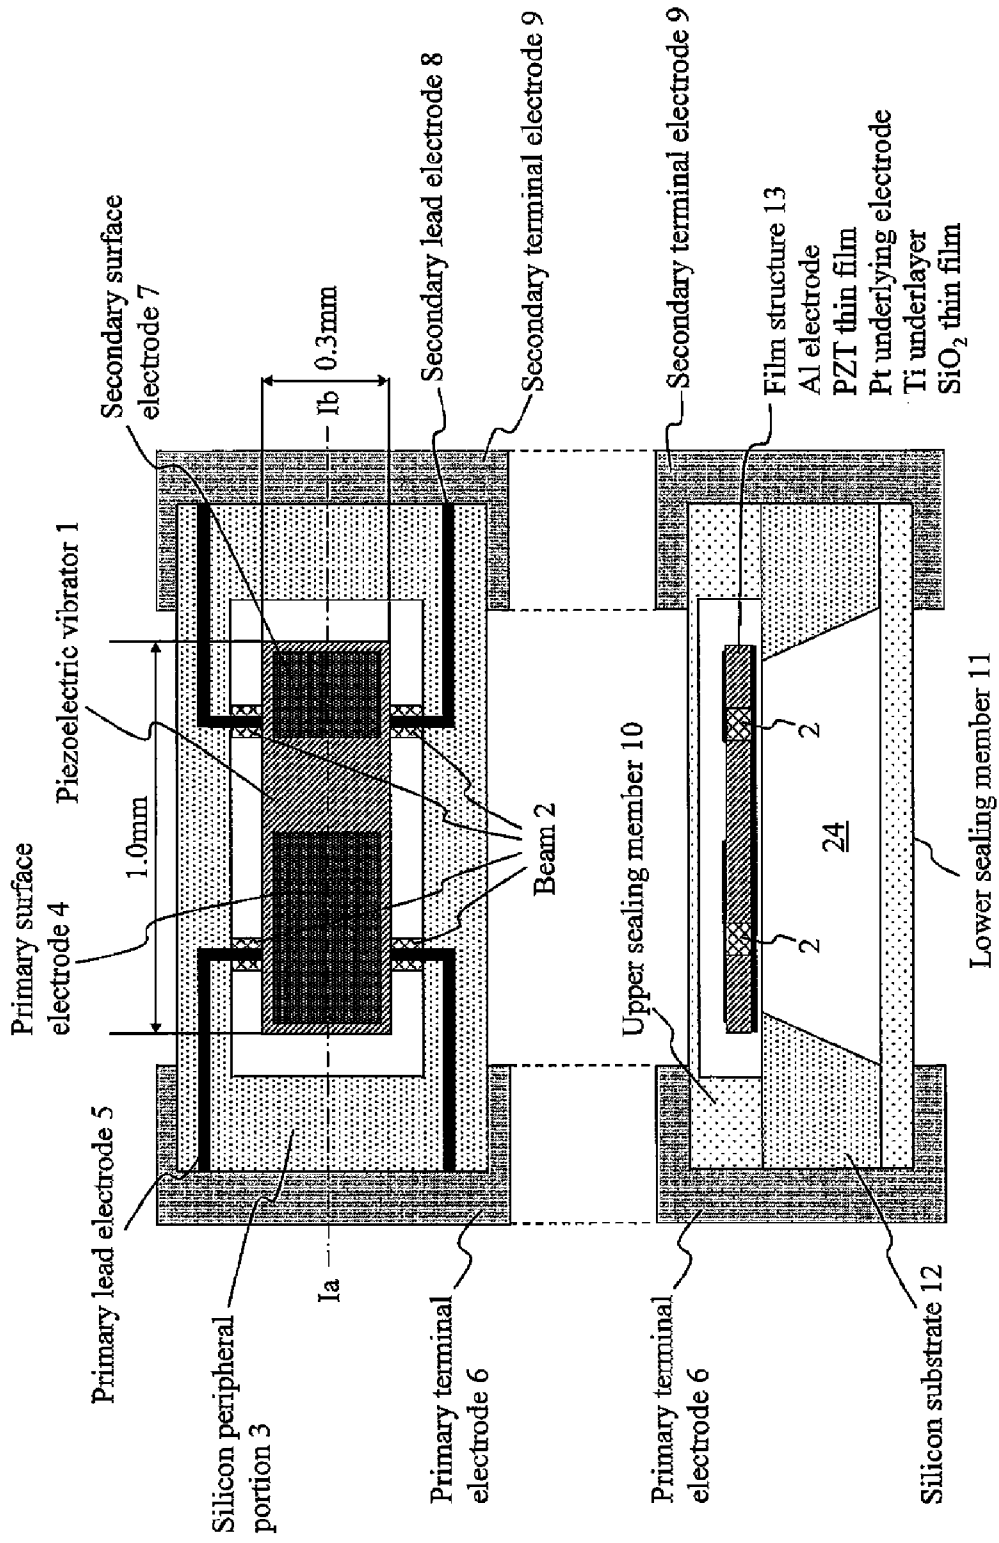 Primary surface
electrode 4
Piezoelectric vibrator 1
Secondary surface
electrode 7
1.0mm
Primary lead electrode 5
Silicon peripheral
portion 3
Ia
Ib
0.3mm
Primary terminal
electrode 6
Beam 2
Secondary lead electrode 8
Secondary terminal electrode 9
Primary terminal
electrode 6
Upper sealing member 10
Secondary terminal electrode 9
Film structure 13
Al electrode
PZT thin film
Pt underlying electrode
Ti underlayer
SiO2 thin film
2
2
24
Silicon substrate 12
Lower sealing member 11